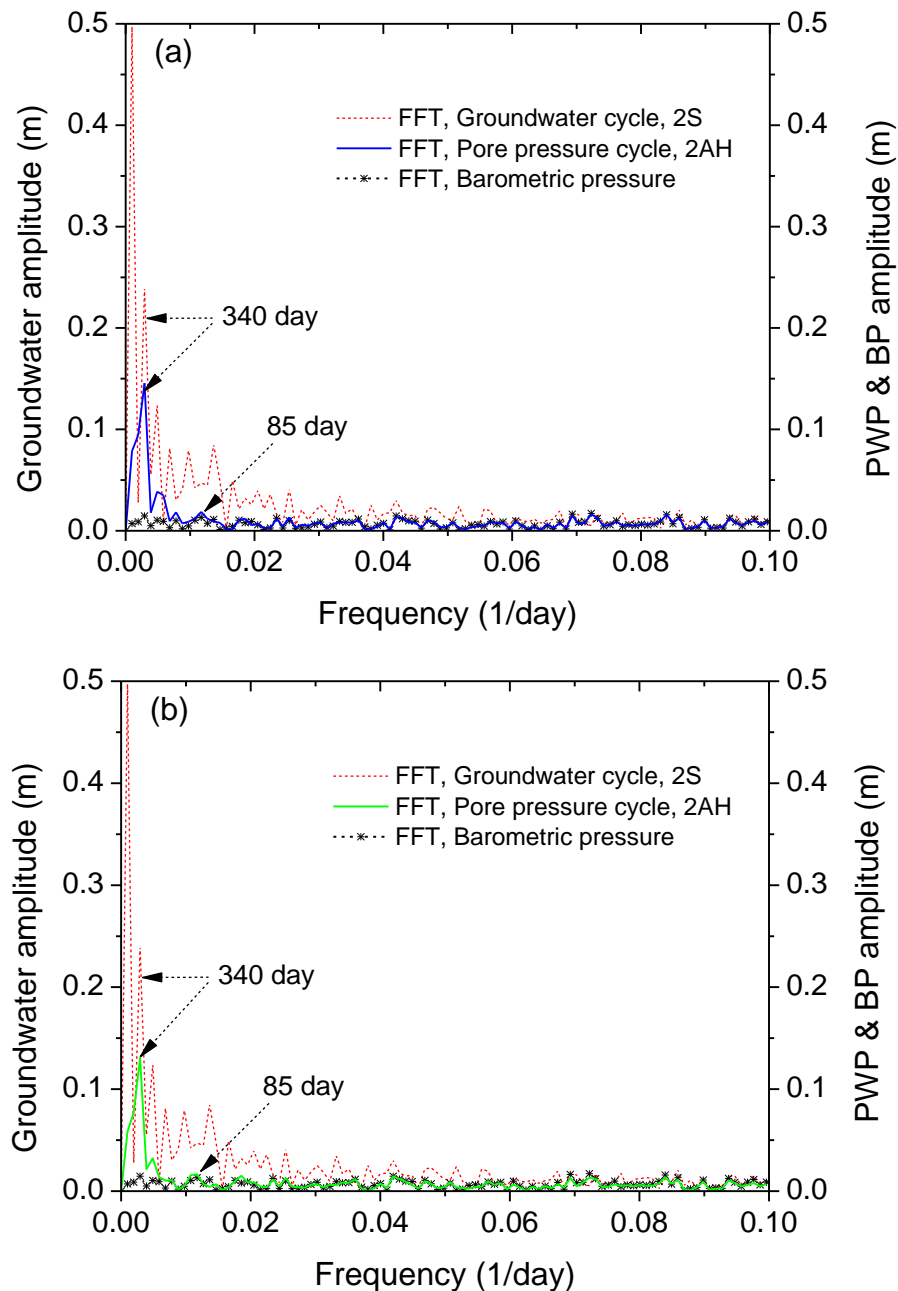 (a)
FFT, Groundwater cycle, 2S
FFT, Pore pressure cycle, 2AH
FFT, Barometric pressure
340 day
85 day
0.5
0.4
0.3
0.2
0.1
0.0
Groundwater amplitude (m)
0.5
0.4
0.3
0.2
0.1
0.0
PWP & BP amplitude (m)
0.00 0.02 0.04 0.06 0.08 0.10
Frequency (1/day)
(b)
FFT, Groundwater cycle, 2S
FFT, Pore pressure cycle, 2AH
FFT, Barometric pressure
340 day
85 day
0.5
0.4
0.3
0.2
0.1
0.0
Groundwater amplitude (m)
0.5
0.4
0.3
0.2
0.1
0.0
PWP & BP amplitude (m)
0.00 0.02 0.04 0.06 0.08 0.10
Frequency (1/day)